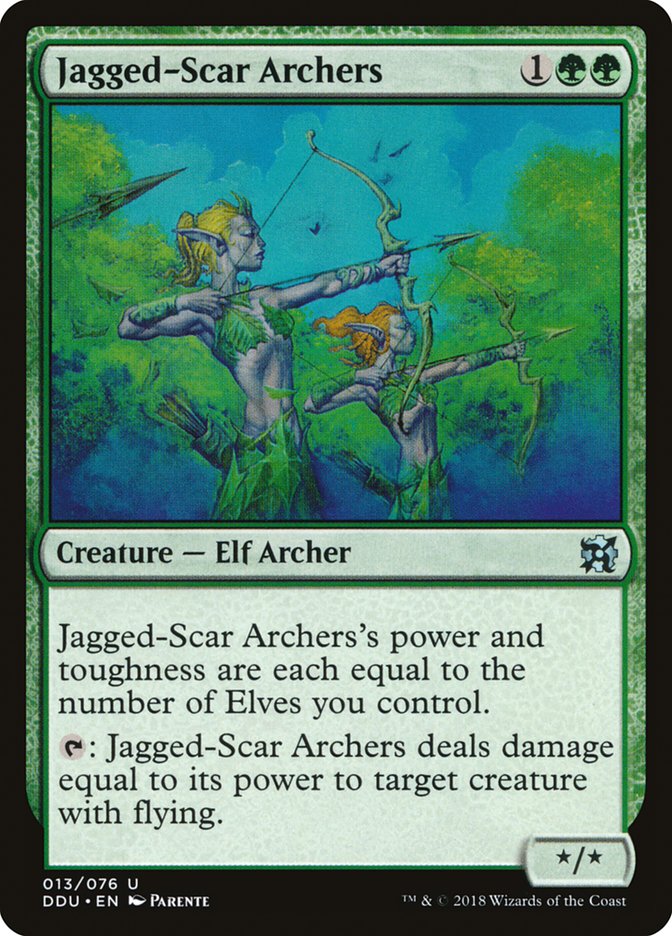 Jagged-Scar Archers 1
Creature — Elf Archer
Jagged-Scar Archers's power and
toughness are each equal to the
number of Elves you control.
: Jagged-Scar Archers deals damage
equal to its power to target creature
with flying.
★/★
013/076 U
DDU • EN Parente
™ & © 2018 Wizards of the Coast